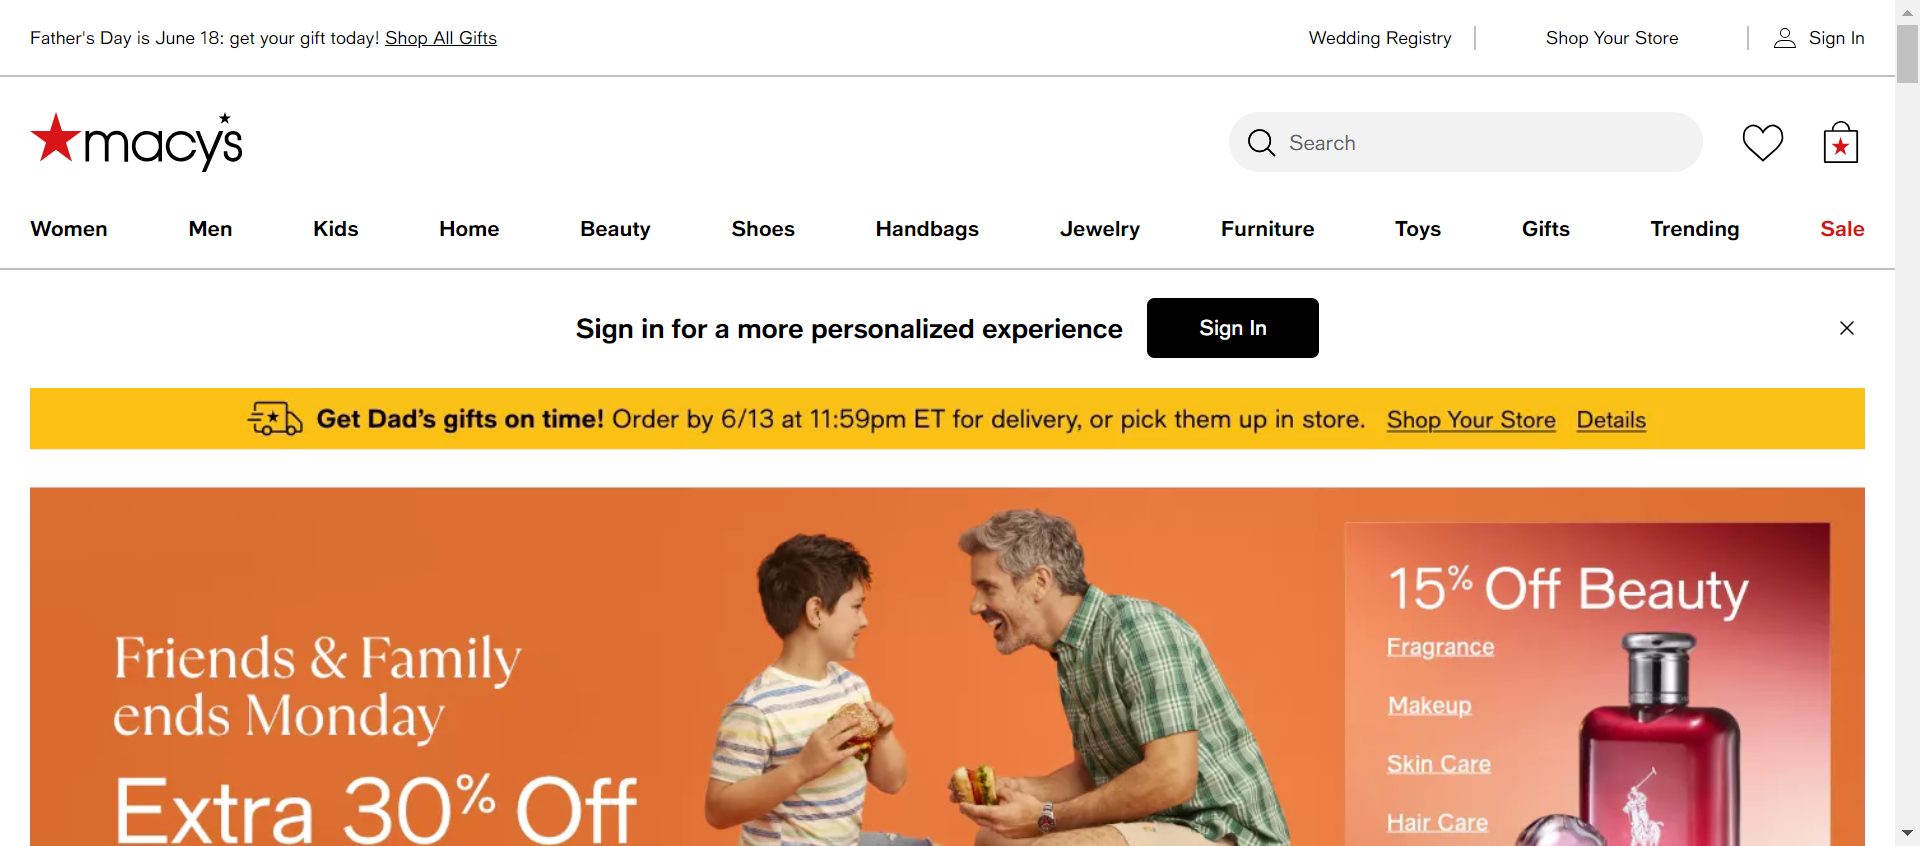 Father's Day is June 18: get your gift today! Shop All Gifts
Wedding Registry
Shop Your Store
Sign In
macy's
Search
Women
Men
Kids
Home
Beauty
Shoes
Handbags
Jewelry
Furniture
Toys
Gifts
Trending
Sale
Sign in for a more personalized experience
Sign In
Get Dad's gifts on time! Order by 6/13 at 11:59pm ET for delivery, or pick them up in store. Shop Your Store Details
Friends & Family
ends Monday
Extra 30% Off
15% Off Beauty
Fragrance
Makeup
Skin Care
Hair Care